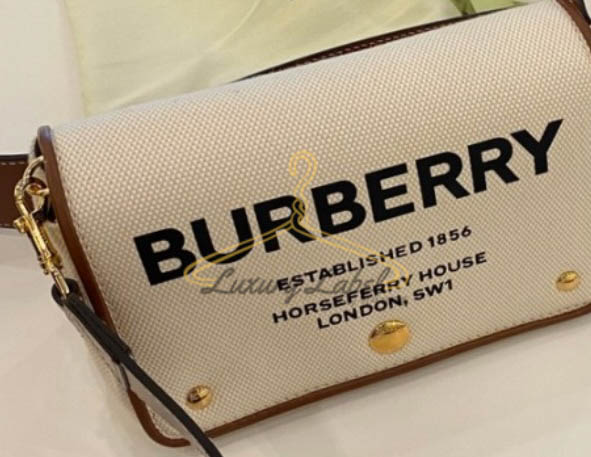 BURBERRY
ESTABLISHED 1856
HORSEFERRY HOUSE
LONDON, SW1
Luxury Label